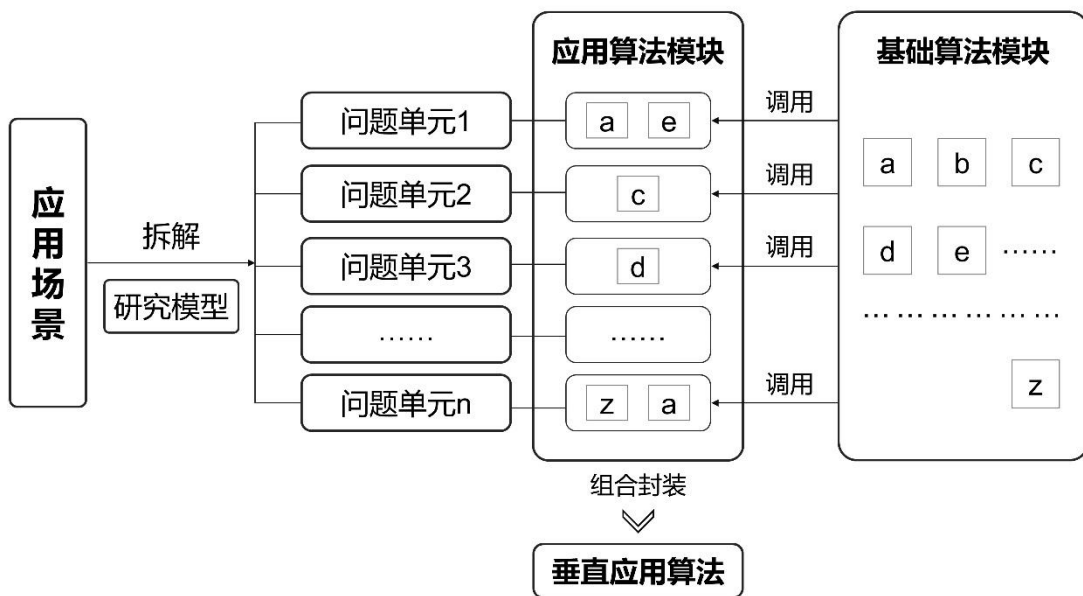 应用场景
拆解
研究模型
问题单元1
问题单元2
问题单元3
……
问题单元n
应用算法模块
a e
c
d
……
z a
调用
调用
调用
调用
基础算法模块
a b c
d e ……
… … … … … …
z
组合封装
垂直应用算法